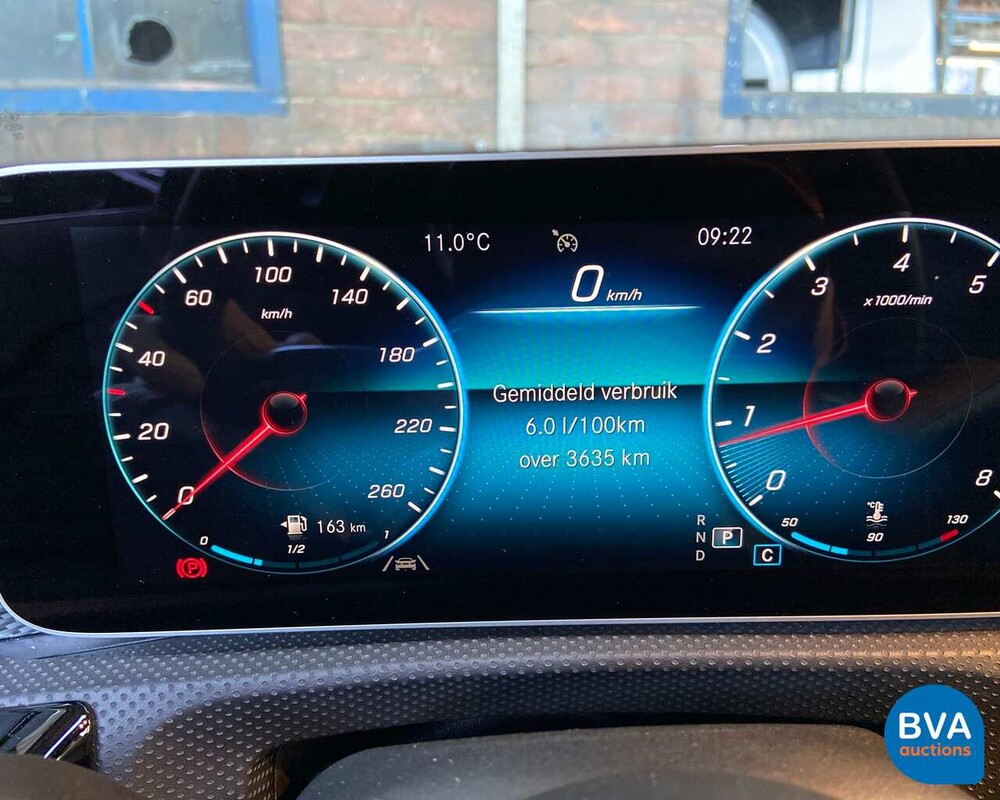 11.0°C
09:22
0 km/h
0
20
40
60
100
140
180
220
260
km/h
163 km
0
1/2
1
Gemiddeld verbruik
6.0 l/100km
over 3635 km
0
1
2
3
4
5
8
x1000/min
°C
50
90
130
R
N P
D
C
(P)
BVA
auctions